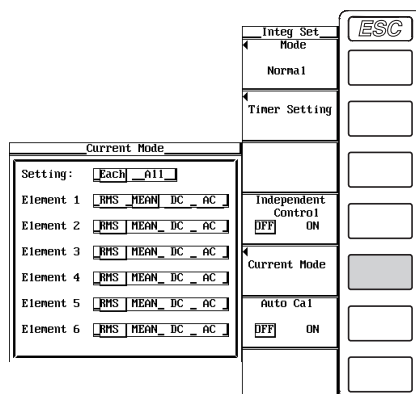 ESC
Integ Set
Mode
Normal
Timer Setting
Independent
Control
OFF ON
Current Mode
Auto Cal
OFF ON
Current Mode
Setting: Each All
Element 1 RMS MEAN DC AC
Element 2 RMS MEAN DC AC
Element 3 RMS MEAN DC AC
Element 4 RMS MEAN DC AC
Element 5 RMS MEAN DC AC
Element 6 RMS MEAN DC AC